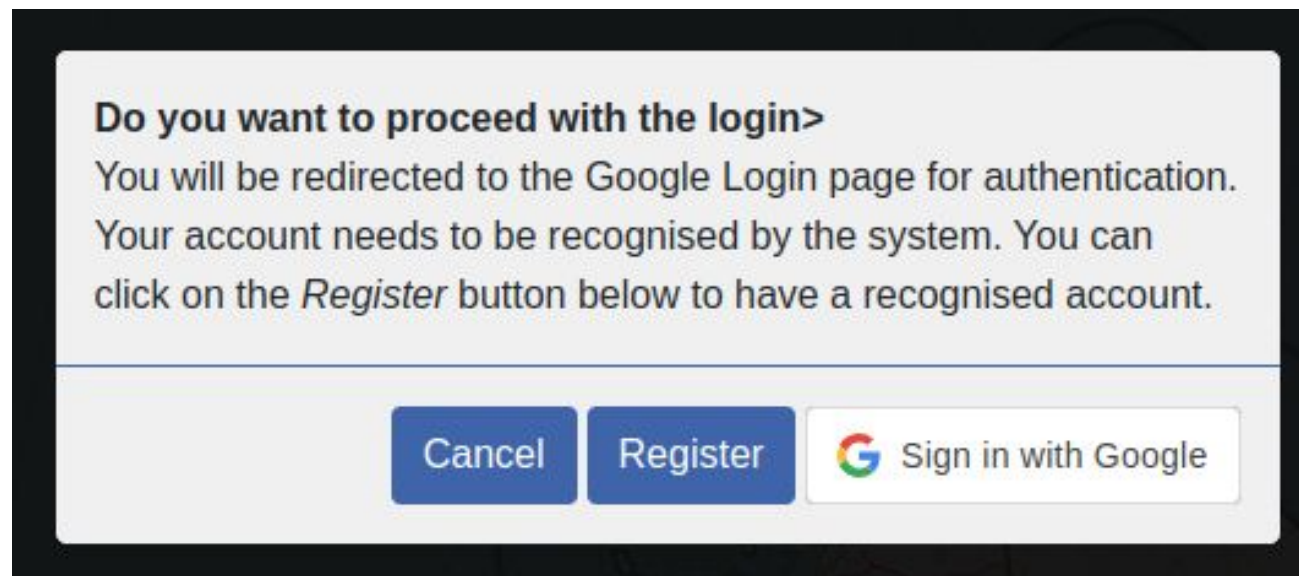 Do you want to proceed with the login>
You will be redirected to the Google Login page for authentication.
Your account needs to be recognised by the system. You can
click on the Register button below to have a recognised account.
Cancel Register Sign in with Google